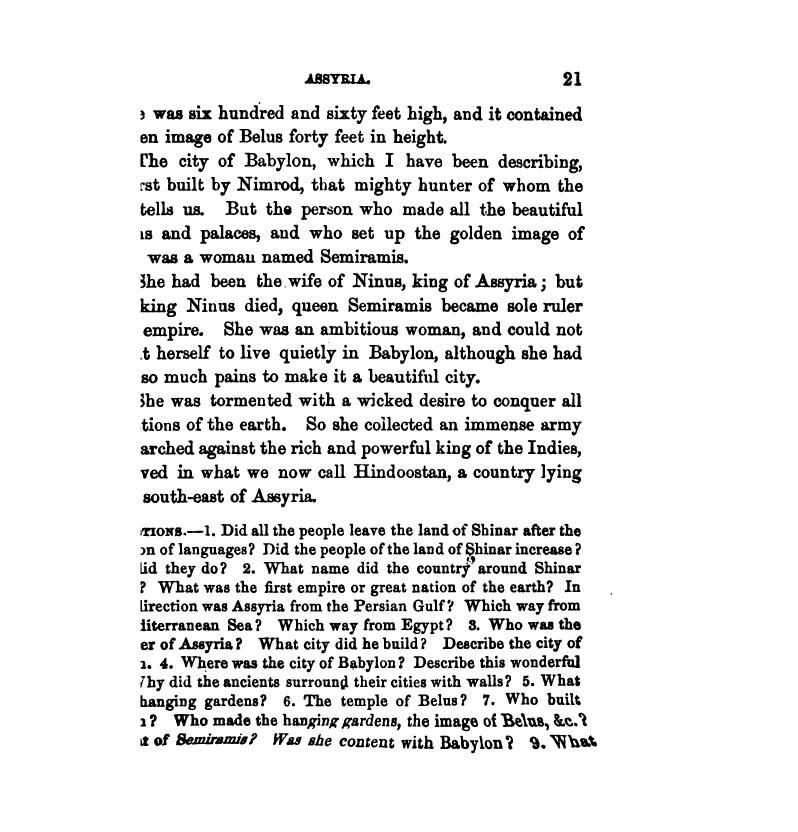 ASSYRIA. 21
was six hundred and sixty feet high, and it contained
en image of Belus forty feet in height.
The city of Babylon, which I have been describing,
rst built by Nimrod, that mighty hunter of whom the
tells us. But the person who made all the beautiful
ns and palaces, and who set up the golden image of
was a woman named Semiramis.
She had been the wife of Ninus, king of Assyria; but
king Ninus died, queen Semiramis became sole ruler
empire. She was an ambitious woman, and could not
t herself to live quietly in Babylon, although she had
so much pains to make it a beautiful city.
She was tormented with a wicked desire to conquer all
tions of the earth. So she collected an immense army
arched against the rich and powerful king of the Indies,
ved in what we now call Hindoostan, a country lying
south-east of Assyria.
TIONS.—1. Did all the people leave the land of Shinar after the
on of languages? Did the people of the land of Shinar increase?
did they do? 2. What name did the country around Shinar
? What was the first empire or great nation of the earth? In
direction was Assyria from the Persian Gulf? Which way from
diterranean Sea? Which way from Egypt? 3. Who was the
er of Assyria? What city did he build? Describe the city of
4. Where was the city of Babylon? Describe this wonderful
Why did the ancients surround their cities with walls? 5. What
hanging gardens? 6. The temple of Belus? 7. Who built
? Who made the hanging gardens, the image of Belus, &c.?
t of Semiramis? Was she content with Babylon? 9. What